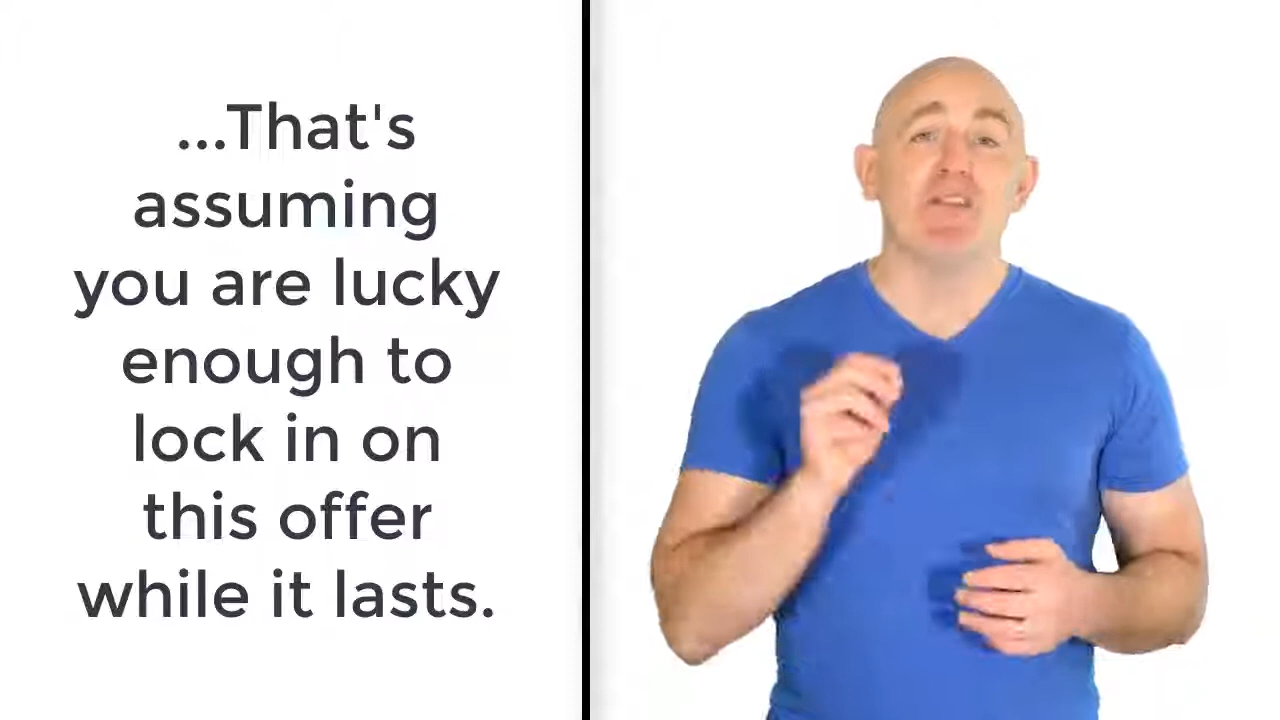 ...That's
assuming
you are lucky
enough to
lock in on
this offer
while it lasts.